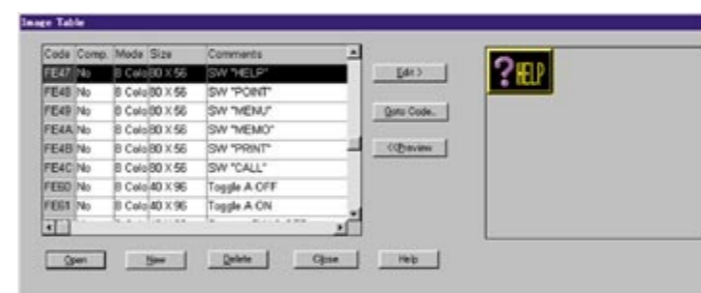 Image Table
Code Comp. Mode Size Comments
FE47 No 8 Colo 80 X 56 SW "HELP"
FE48 No 8 Colo 80 X 56 SW "POINT"
FE49 No 8 Colo 80 X 56 SW "MENU"
FE4A No 8 Colo 80 X 56 SW "MEMO"
FE4B No 8 Colo 80 X 56 SW "PRINT"
FE4C No 8 Colo 80 X 56 SW "CALL"
FE60 No 8 Colo 40 X 96 Toggle A OFF
FE61 No 8 Colo 40 X 96 Toggle A ON
Edit >
Goto Code..
<<Preview
? HELP
Open New Delete Close Help